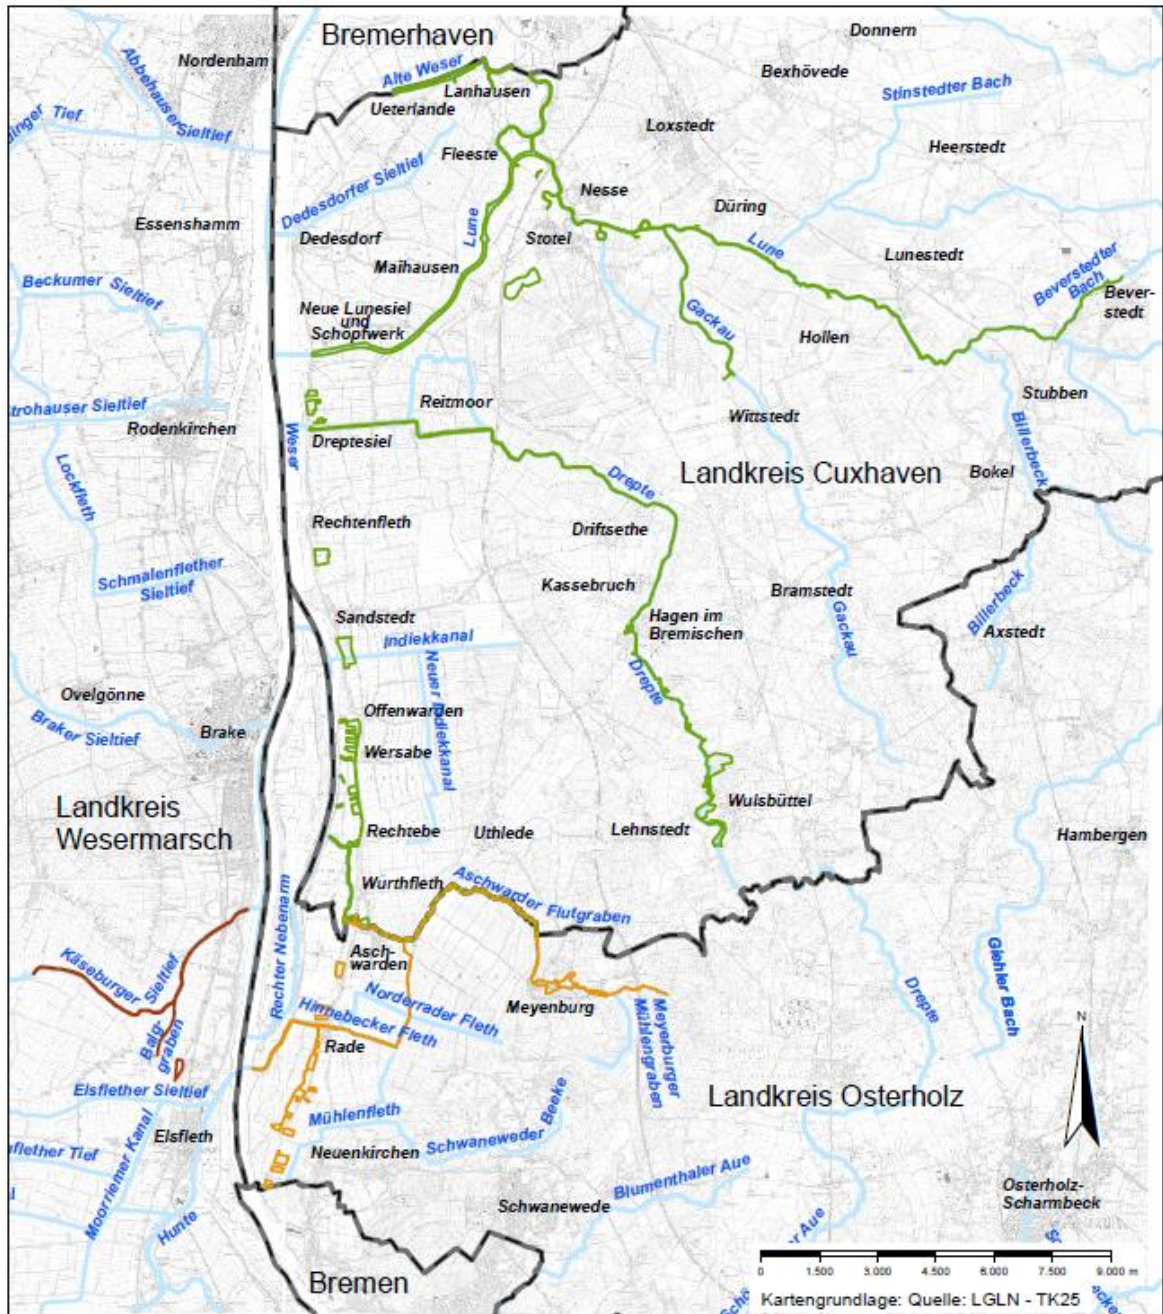 Bremerhaven
Donnern
Nordenham
Abbehauser
Sieltief
Alte Weser
Lanhausen
Ueterlande
Bexhövede
Stinstedter Bach
Tief
Loxstedt
Heerstedt
Fleeste
Dedesdorfer Sieltief
Nesse
Düring
Essenshamm
Dedesdorf
Lune
Stotel
Lune
Lunestedt
Maihausen
Beverstedter
Bach
Bever-
stedt
Beckumer Sieltief
Neue Lunesiel
und
Schöpfwerk
Gackau
Hollen
Reitmoor
Stubben
Strohauser Sieltief
Rodenkirchen
Weser
Dreptesiel
Wittstedt
Billerbeck
Lockfleth
Drepte
Landkreis Cuxhaven
Bokel
Rechtenfleth
Driftsethe
Schmalenflether
Sieltief
Kassebruch
Bramstedt
Gackau
Billerbeck
Sandstedt
Hagen im
Bremischen
Axstedt
Indiekkanal
Neuer Indiekkanal
Drepte
Ovelgönne
Braker Sieltief
Brake
Offenwarden
Wersabe
Landkreis
Wesermarsch
Rechtebe
Uthlede
Lehnstedt
Wulsbüttel
Hambergen
Wurthfleth
Aschwarder Flutgraben
Rechter Nebenarm
Asch-
warden
Käseburger Sieltief
Giehler Bach
Norderrader Fleth
Meyenburg
Meyerburger
Mühlengraben
Drepte
Hinnebecker Fleth
Balg-
graben
Rade
N
Elsflether Sieltief
Landkreis Osterholz
Mühlenfleth
Schwaneweder Beeke
Elsfleth
Moorriemer Kanal
Neuenkirchen
Blumenthaler Aue
Hunte
Schwanewede
Osterholz-
Scharmbeck
Aue
Bremen
0 1.500 3.000 4.500 6.000 7.500 9.000 m
Kartengrundlage: Quelle: LGLN - TK25